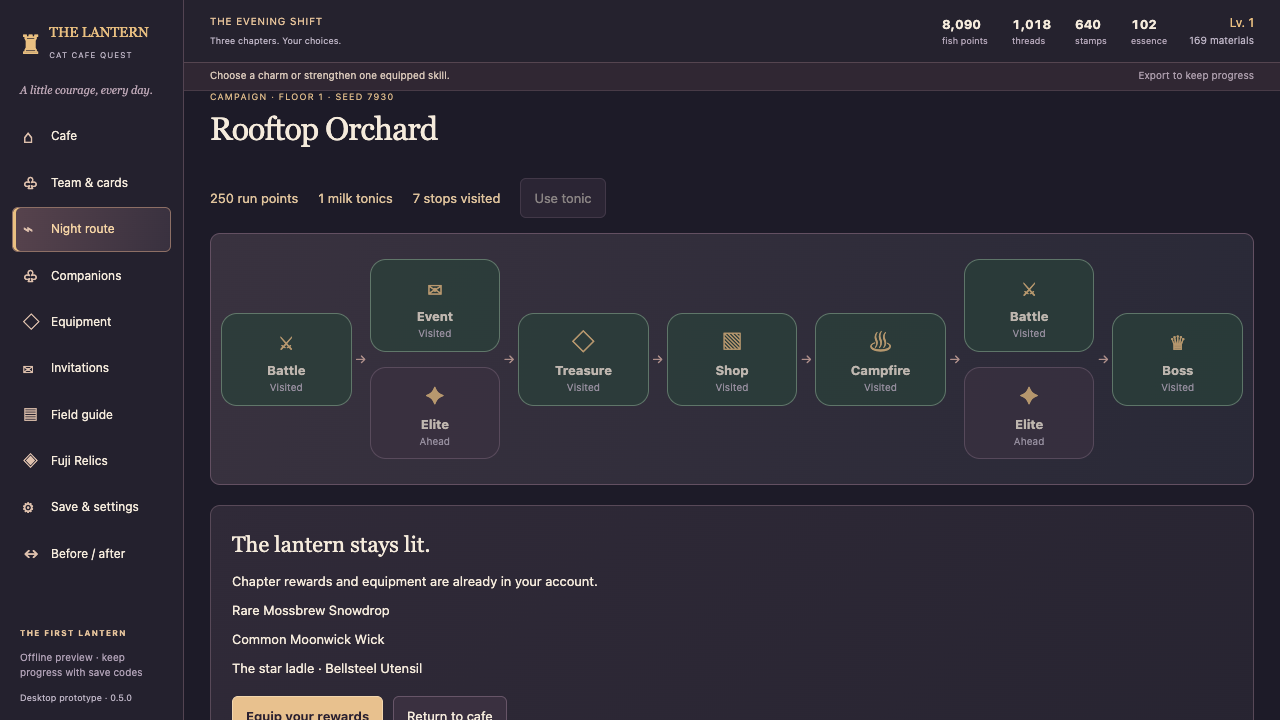 THE LANTERN
CAT CAFE QUEST
A little courage, every day.
Cafe
Team & cards
Night route
Companions
Equipment
Invitations
Field guide
Fuji Relics
Save & settings
Before / after
THE FIRST LANTERN
Offline preview · keep
progress with save codes
Desktop prototype · 0.5.0
THE EVENING SHIFT
Three chapters. Your choices.
8,090 fish points
1,018 threads
640 stamps
102 essence
Lv. 1
169 materials
Choose a charm or strengthen one equipped skill.
Export to keep progress
CAMPAIGN · FLOOR 1 · SEED 7930
Rooftop Orchard
250 run points
1 milk tonics
7 stops visited
Use tonic
Battle
Visited
Event
Visited
Elite
Ahead
Treasure
Visited
Shop
Visited
Campfire
Visited
Battle
Visited
Elite
Ahead
Boss
Visited
The lantern stays lit.
Chapter rewards and equipment are already in your account.
Rare Mossbrew Snowdrop
Common Moonwick Wick
The star ladle · Bellsteel Utensil
Equip your rewards
Return to cafe